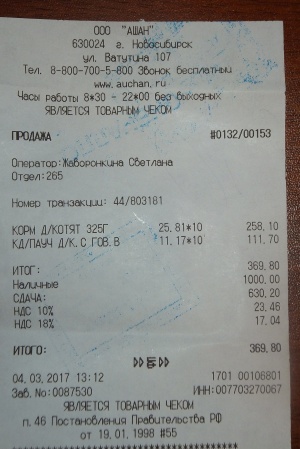 ООО "АШАН"
630024 г. Новосибирск
ул. Ватутина 107
Тел. 8-800-700-5-800 Звонок бесплатный
www.auchan.ru
Часы работы 8*30 - 22*00 без выходных
ЯВЛЯЕТСЯ ТОВАРНЫМ ЧЕКОМ
ПРОДАЖА #0132/00153
Оператор:Жаворонкина Светлана
Отдел:265
Номер транзакции: 44/803181
КОРМ Д/КОТЯТ 325Г 25.81*10 258,10
КД/ПАУЧ Д/К. С ГОВ.В 11.17*10 111,70
ИТОГ: 369,80
Наличные 1000,00
СДАЧА: 630,20
НДС 10% 23,46
НДС 18% 17,04
ИТОГО: 369,80
04.03.2017 13:12 1701 00106801
Зав.No:0087530 ИНН:007703270067
ЯВЛЯЕТСЯ ТОВАРНЫМ ЧЕКОМ
п.46 Постановления Правительства РФ
от 19.01.1998 #55